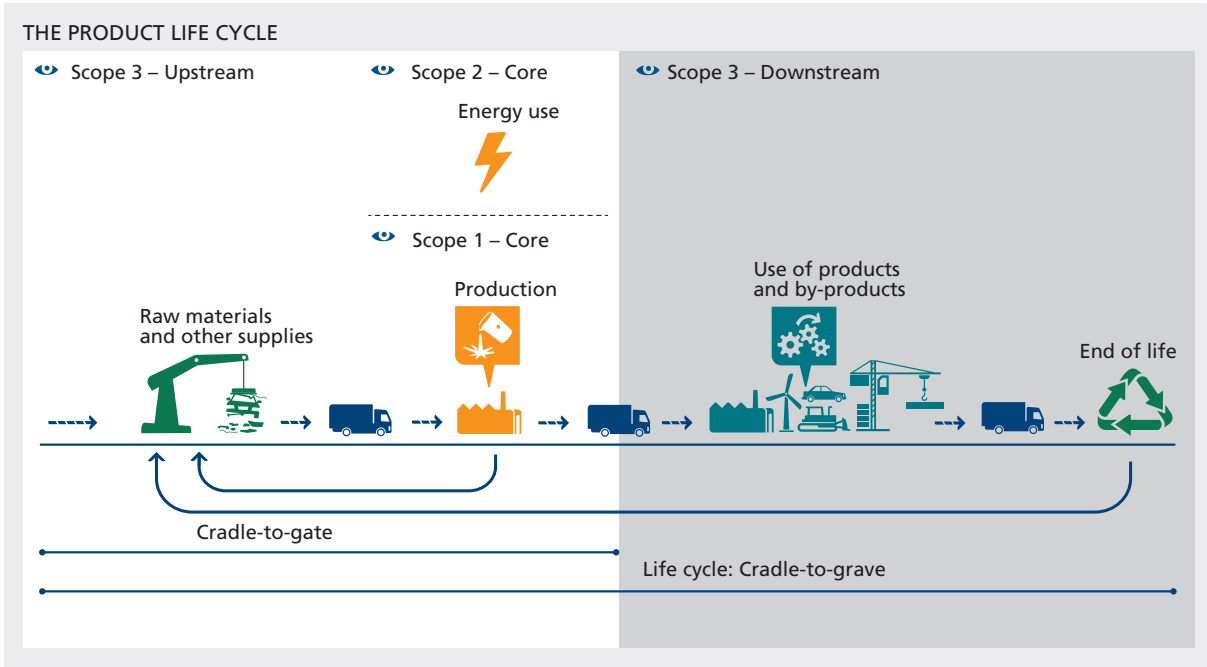 THE PRODUCT LIFE CYCLE
Scope 3 – Upstream
Scope 2 – Core
Scope 3 – Downstream
Energy use
Scope 1 – Core
Use of products
and by-products
Production
Raw materials
and other supplies
End of life
Cradle-to-gate
Life cycle: Cradle-to-grave